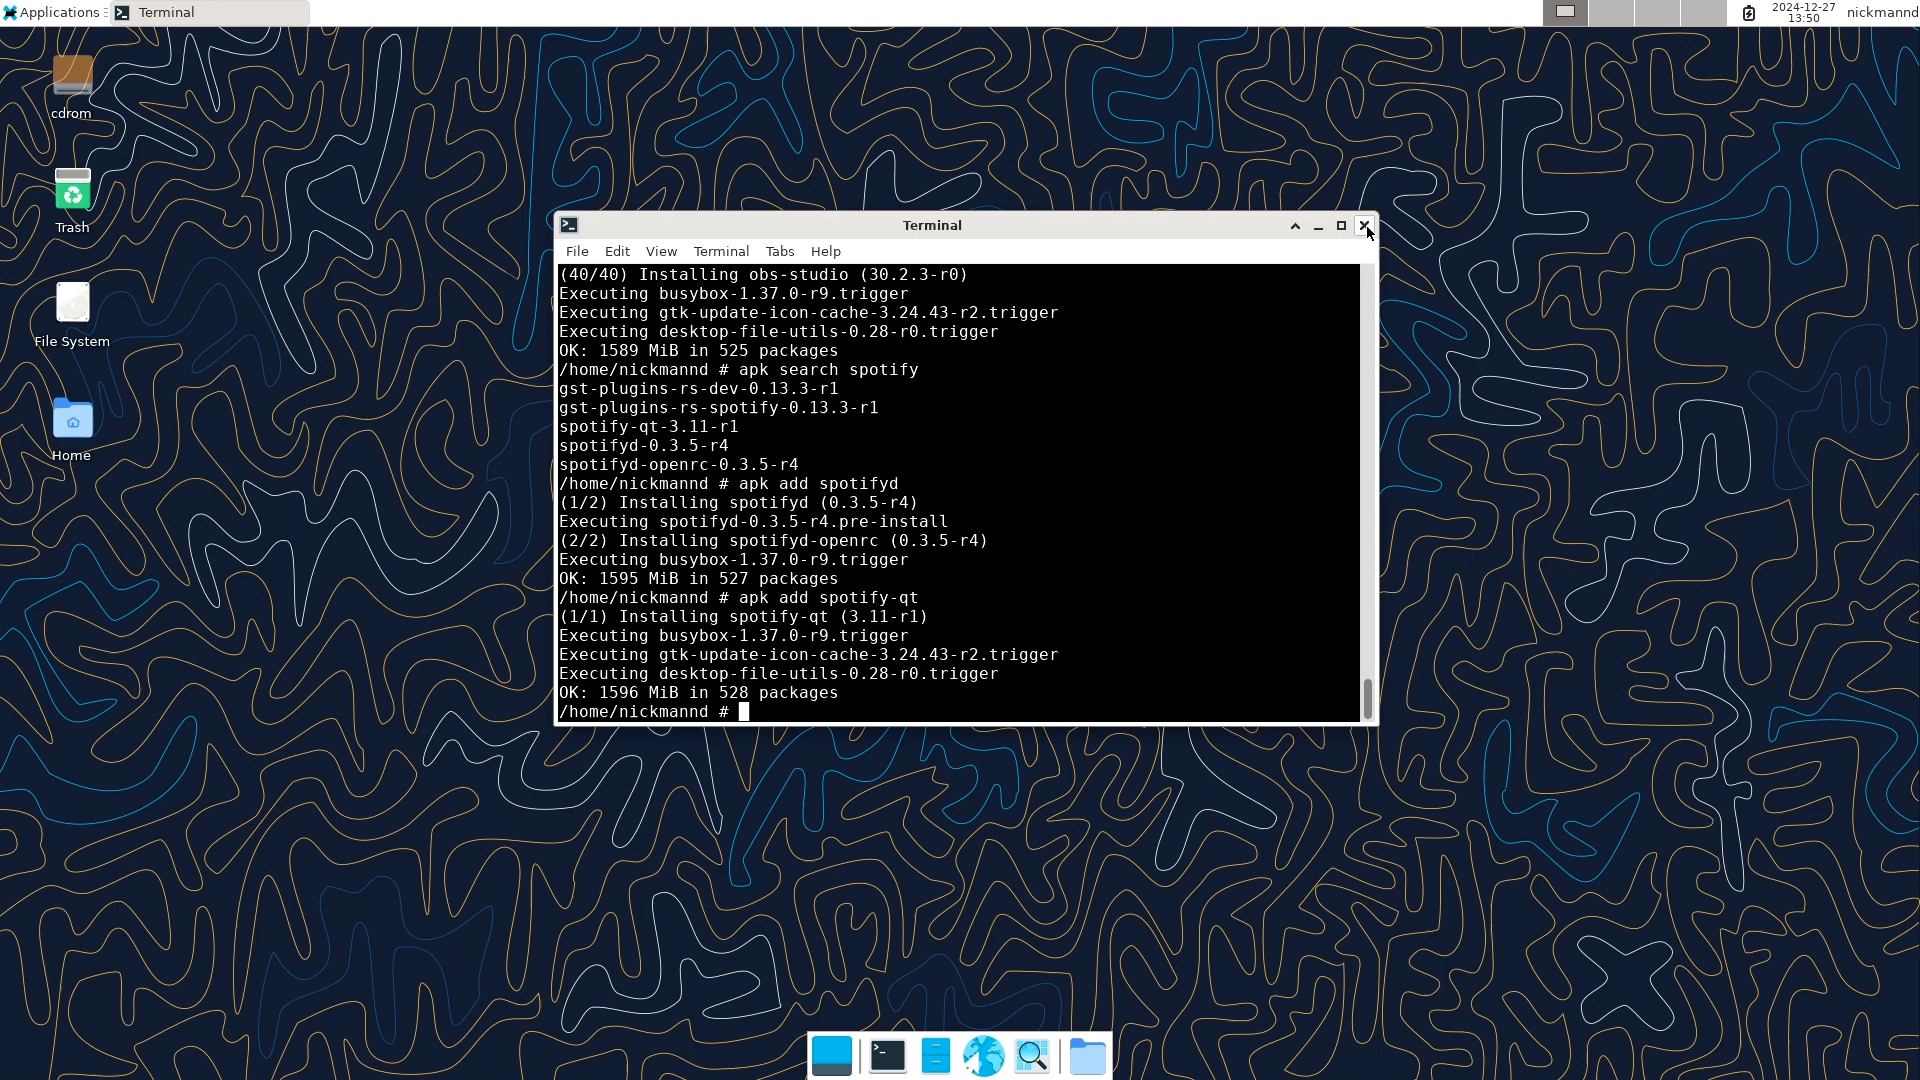 Applications
Terminal
2024-12-27
13:50
nickmannd
cdrom
Trash
File System
Home
Terminal
File Edit View Terminal Tabs Help
(40/40) Installing obs-studio (30.2.3-r0)
Executing busybox-1.37.0-r9.trigger
Executing gtk-update-icon-cache-3.24.43-r2.trigger
Executing desktop-file-utils-0.28-r0.trigger
OK: 1589 MiB in 525 packages
/home/nickmannd # apk search spotify
gst-plugins-rs-dev-0.13.3-r1
gst-plugins-rs-spotify-0.13.3-r1
spotify-qt-3.11-r1
spotifyd-0.3.5-r4
spotifyd-openrc-0.3.5-r4
/home/nickmannd # apk add spotifyd
(1/2) Installing spotifyd (0.3.5-r4)
Executing spotifyd-0.3.5-r4.pre-install
(2/2) Installing spotifyd-openrc (0.3.5-r4)
Executing busybox-1.37.0-r9.trigger
OK: 1595 MiB in 527 packages
/home/nickmannd # apk add spotify-qt
(1/1) Installing spotify-qt (3.11-r1)
Executing busybox-1.37.0-r9.trigger
Executing gtk-update-icon-cache-3.24.43-r2.trigger
Executing desktop-file-utils-0.28-r0.trigger
OK: 1596 MiB in 528 packages
/home/nickmannd #